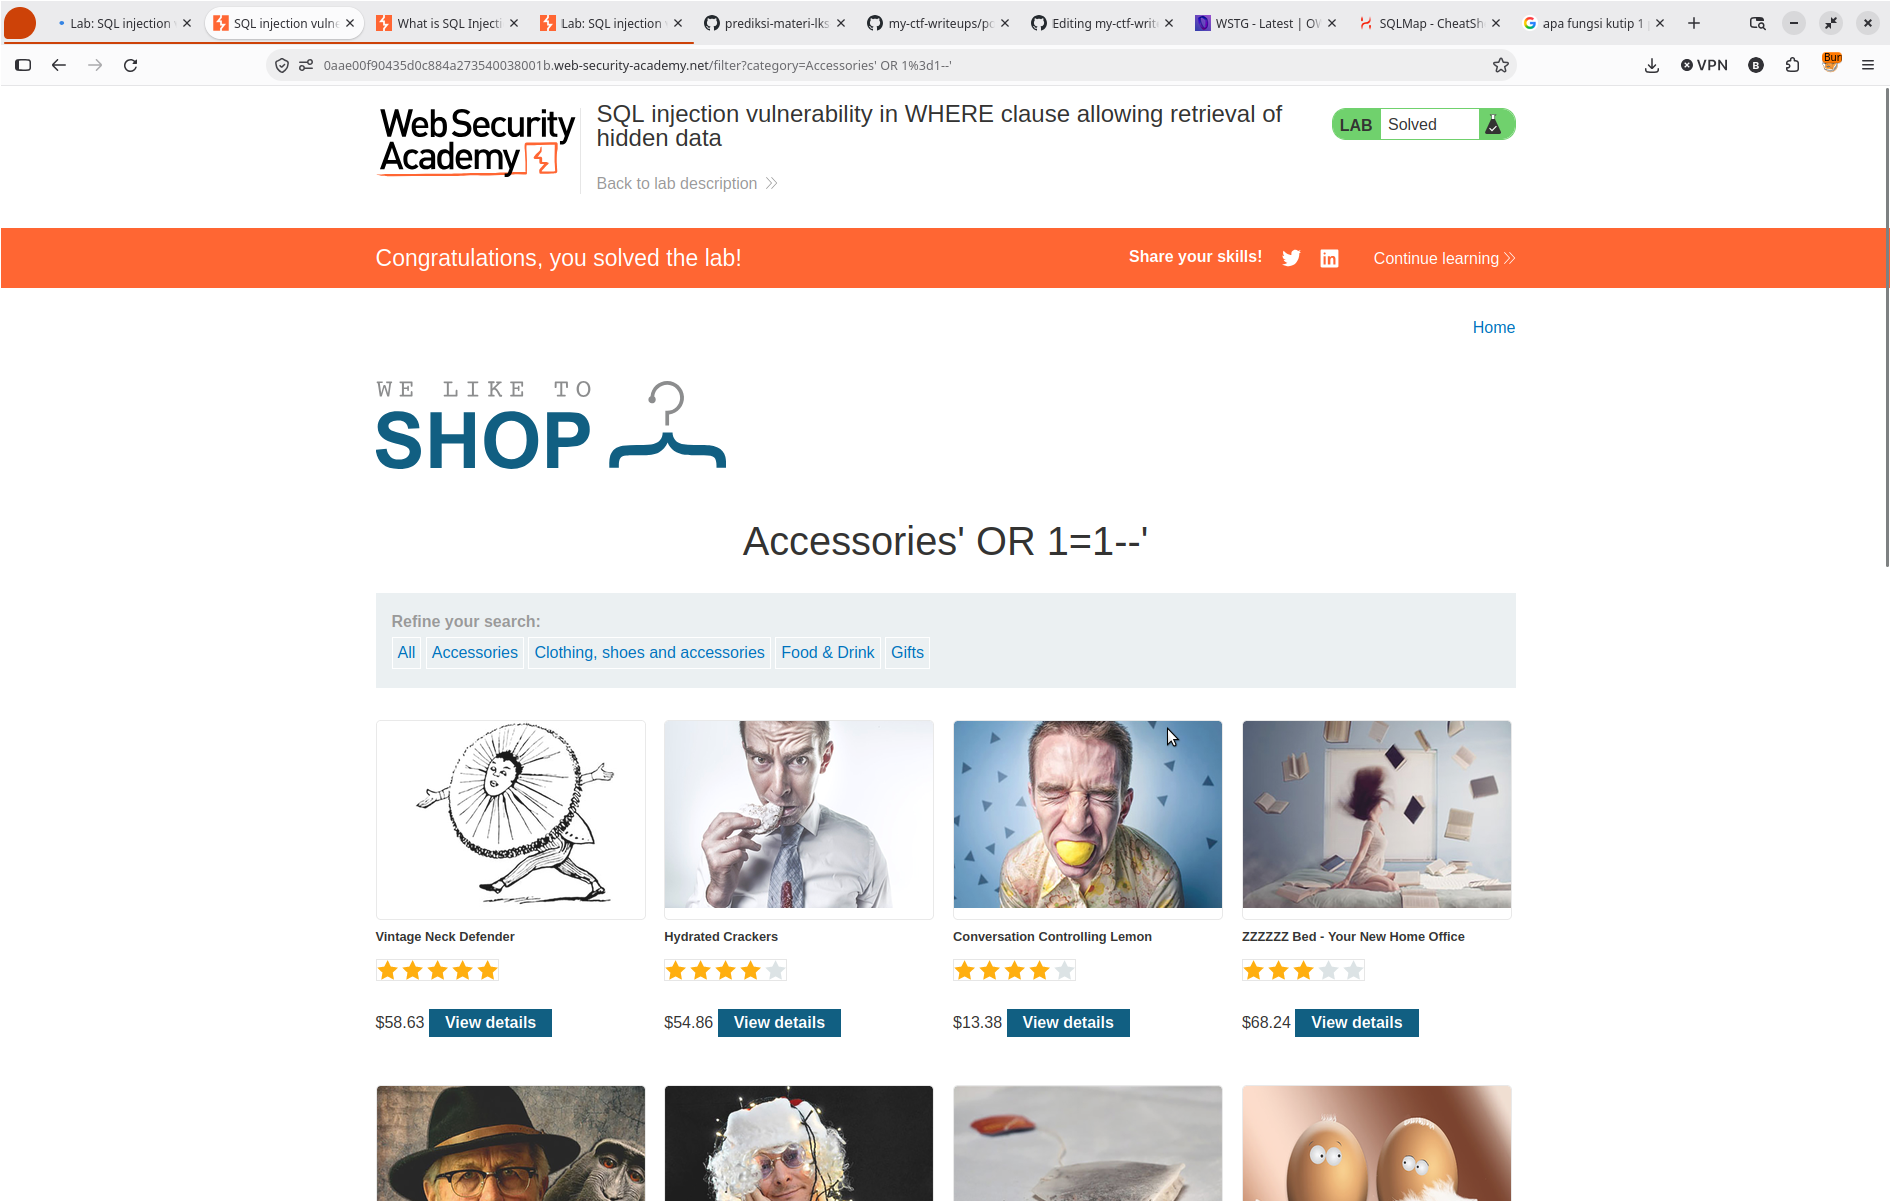 Lab: SQL injection
SQL injection vulne
What is SQL Injecti
Lab: SQL injection
prediksi-materi-lks
my-ctf-writeups/po
Editing my-ctf-write
WSTG - Latest | OW
SQLMap - CheatSh
apa fungsi kutip 1
0aae00f90435d0c884a273540038001b.web-security-academy.net/filter?category=Accessories' OR 1%3d1--'
VPN
B
Bur
WebSecurity
Academy
SQL injection vulnerability in WHERE clause allowing retrieval of
hidden data
Back to lab description
LAB Solved
Congratulations, you solved the lab!
Share your skills!
Continue learning
Home
WE LIKE TO
SHOP
Accessories' OR 1=1--'
Refine your search:
All Accessories Clothing, shoes and accessories Food & Drink Gifts
Vintage Neck Defender
Hydrated Crackers
Conversation Controlling Lemon
ZZZZZZ Bed - Your New Home Office
$58.63 View details
$54.86 View details
$13.38 View details
$68.24 View details